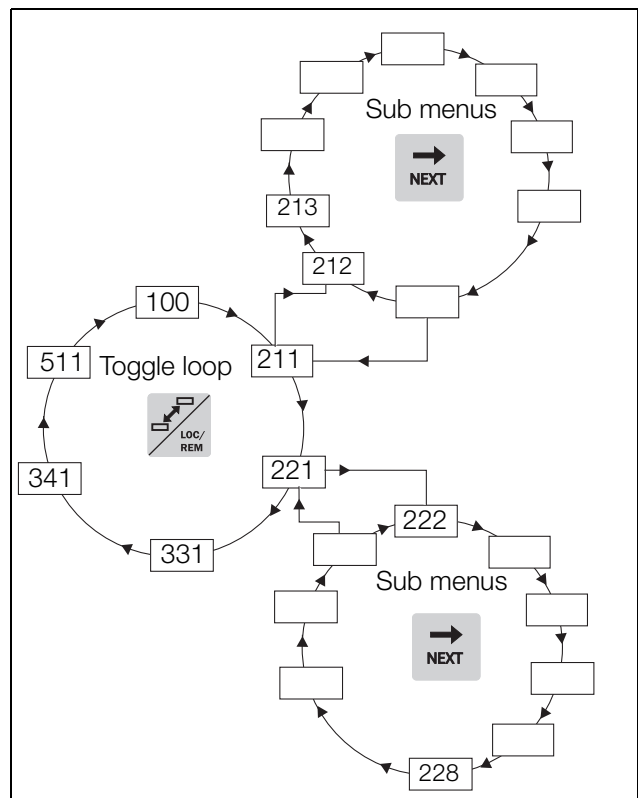 Sub menus
NEXT
213
212
100
511
Toggle loop
211
LOC/
REM
341
221
331
222
Sub menus
NEXT
228